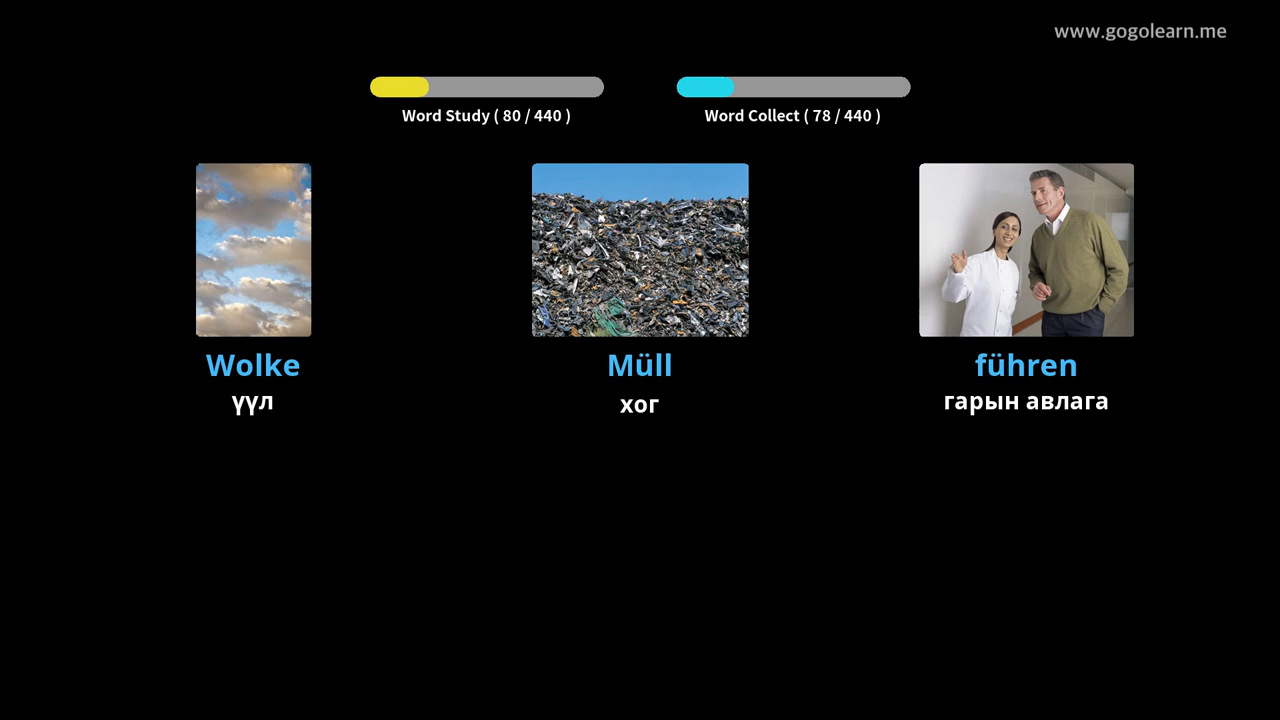 www.gogolearn.me
Word Study ( 80 / 440 )
Word Collect ( 78 / 440 )
Wolke
үүл
Müll
хог
führen
гарын авлага